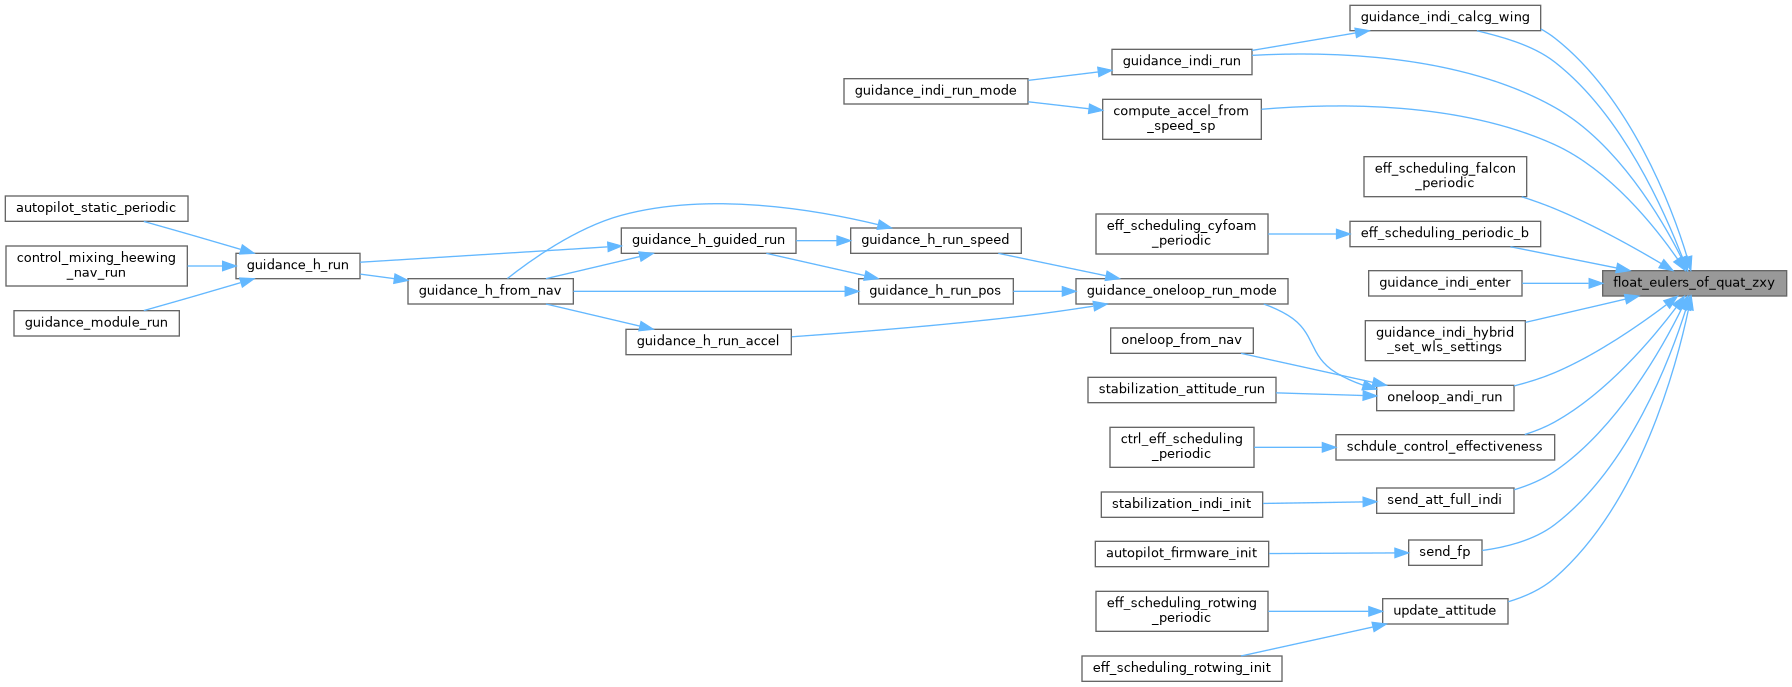 guidance_indi_calcg_wing
guidance_indi_run
guidance_indi_run_mode
compute_accel_from
_speed_sp
eff_scheduling_falcon
_periodic
autopilot_static_periodic
eff_scheduling_cyfoam
_periodic
eff_scheduling_periodic_b
guidance_h_guided_run
guidance_h_run_speed
control_mixing_heewing
_nav_run
guidance_h_run
guidance_h_from_nav
guidance_h_run_pos
guidance_oneloop_run_mode
guidance_indi_enter
float_eulers_of_quat_zxy
guidance_module_run
guidance_h_run_accel
oneloop_from_nav
guidance_indi_hybrid
_set_wls_settings
stabilization_attitude_run
oneloop_andi_run
ctrl_eff_scheduling
_periodic
schdule_control_effectiveness
stabilization_indi_init
send_att_full_indi
autopilot_firmware_init
send_fp
eff_scheduling_rotwing
_periodic
update_attitude
eff_scheduling_rotwing_init